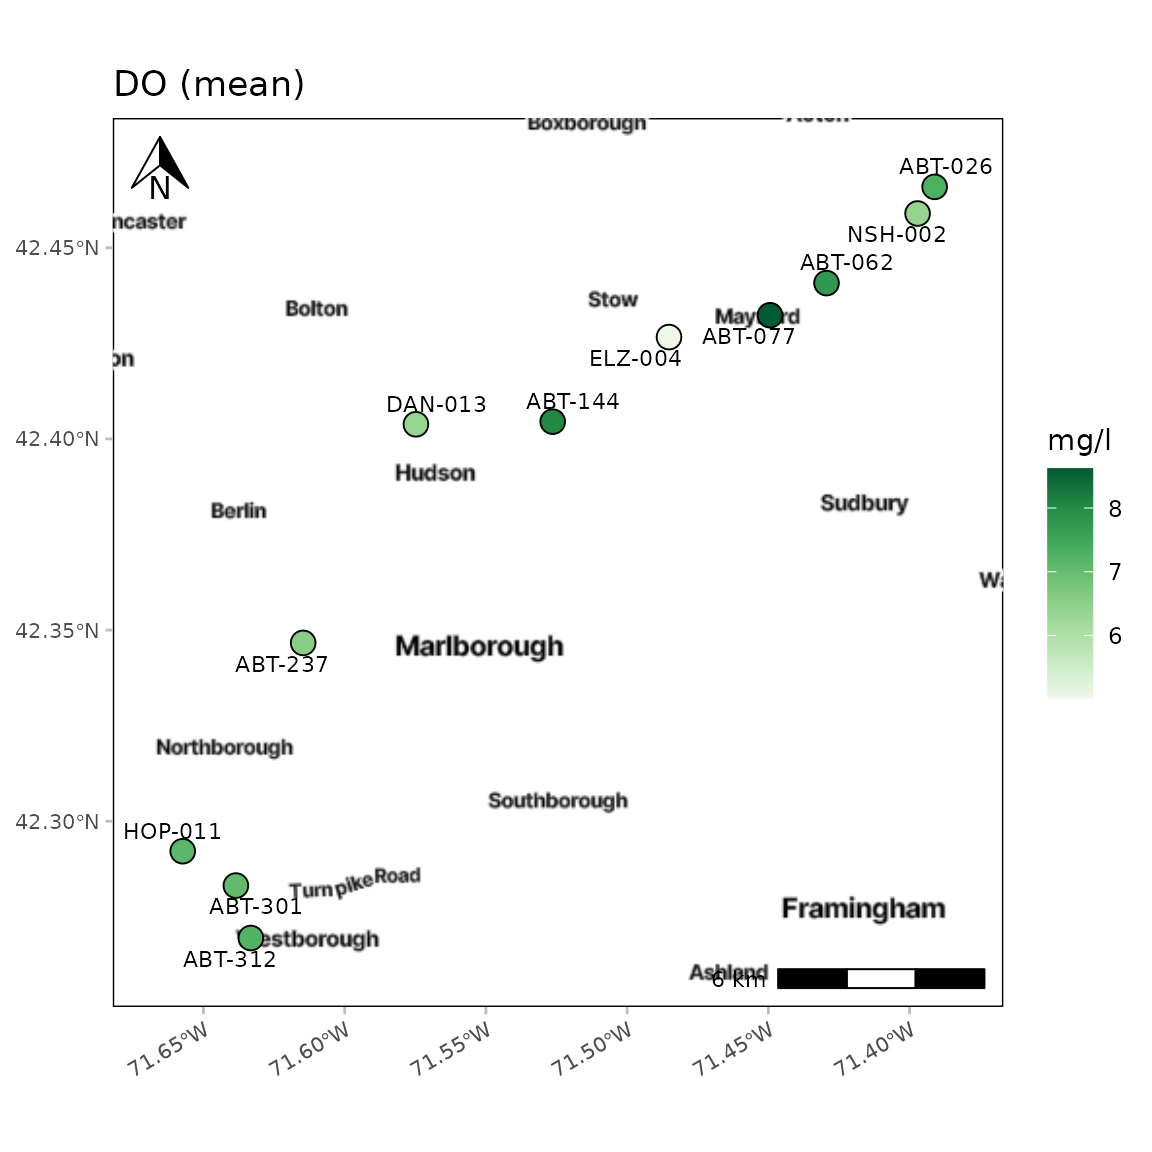 DO (mean)
Boxborough
Acton
ABT-026
N
ncaster
NSH-002
42.45°N
ABT-062
Stow
Bolton
ABT-077
ELZ-004
on
DAN-013
ABT-144
42.40°N
mg/l
Hudson
Sudbury
Berlin
8
7
Wa
42.35°N
6
Marlborough
ABT-237
Northborough
Southborough
42.30°N
HOP-011
Turnpike Road
ABT-301
Framingham
estborough
ABT-312
Ashland
6 km
71.65°W
71.60°W
71.55°W
71.50°W
71.45°W
71.40°W